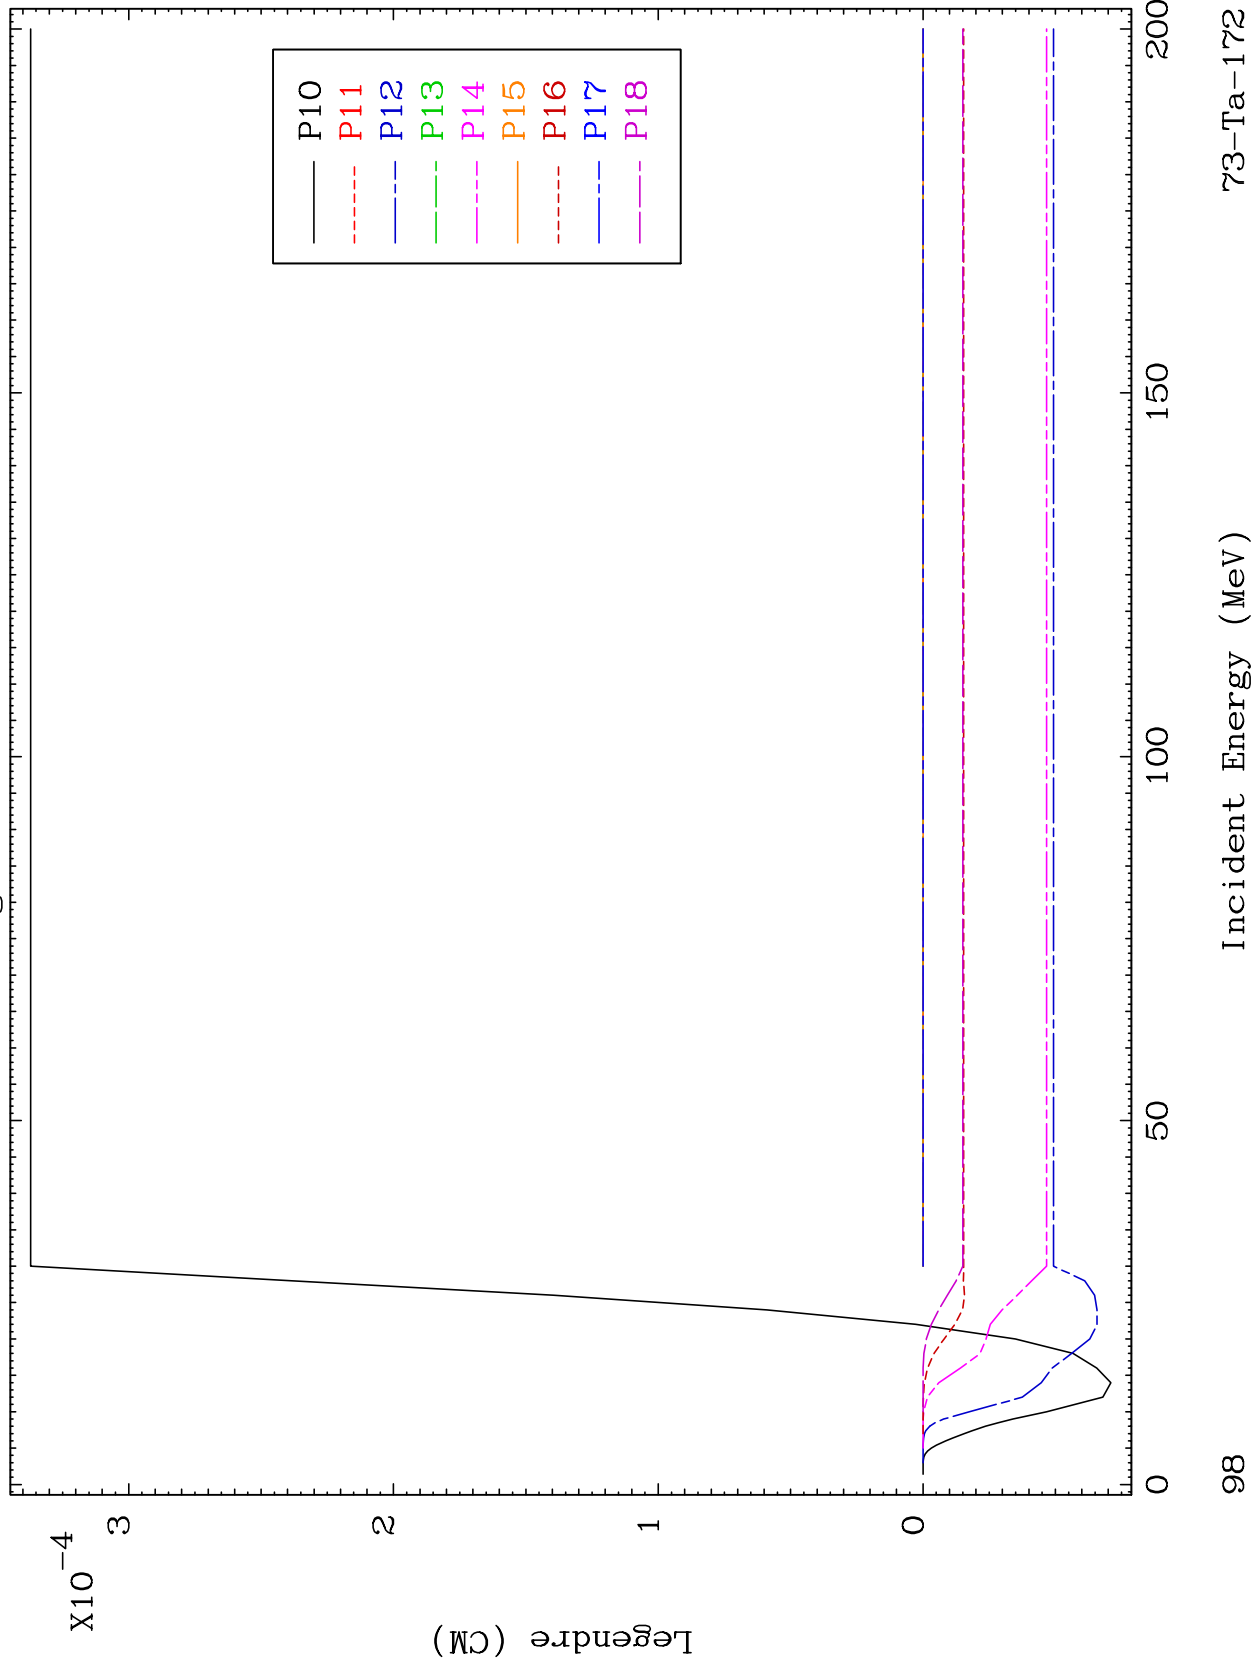 X10-4
3
2
1
0
Legendre (CM)
P10
P11
P12
P13
P14
P15
P16
P17
P18
0
50
100
150
200
98
Incident Energy (MeV)
73-Ta-172